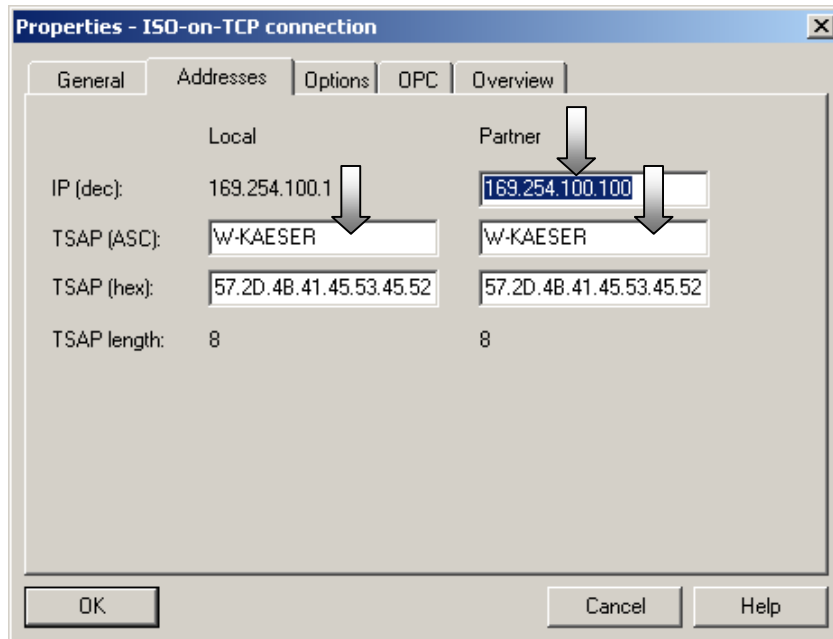 Properties - ISO-on-TCP connection
General Addresses Options OPC Overview
Local Partner
IP (dec): 169.254.100.1 169.254.100.100
TSAP (ASC): W-KAESER W-KAESER
TSAP (hex): 57.2D.4B.41.45.53.45.52 57.2D.4B.41.45.53.45.52
TSAP length: 8 8
OK Cancel Help